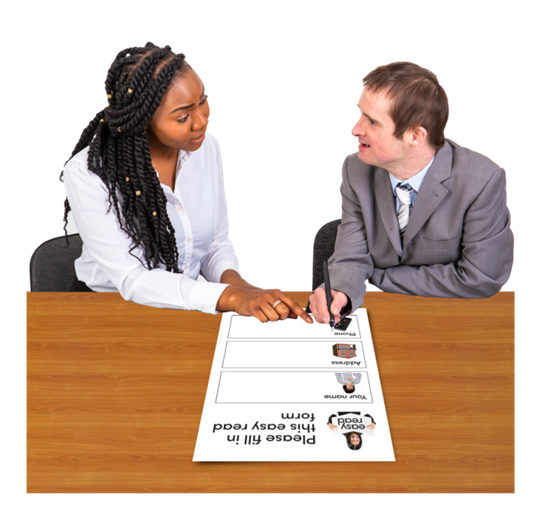 easy
read
Please fill in
this easy read
form
Your name
Address
Phone